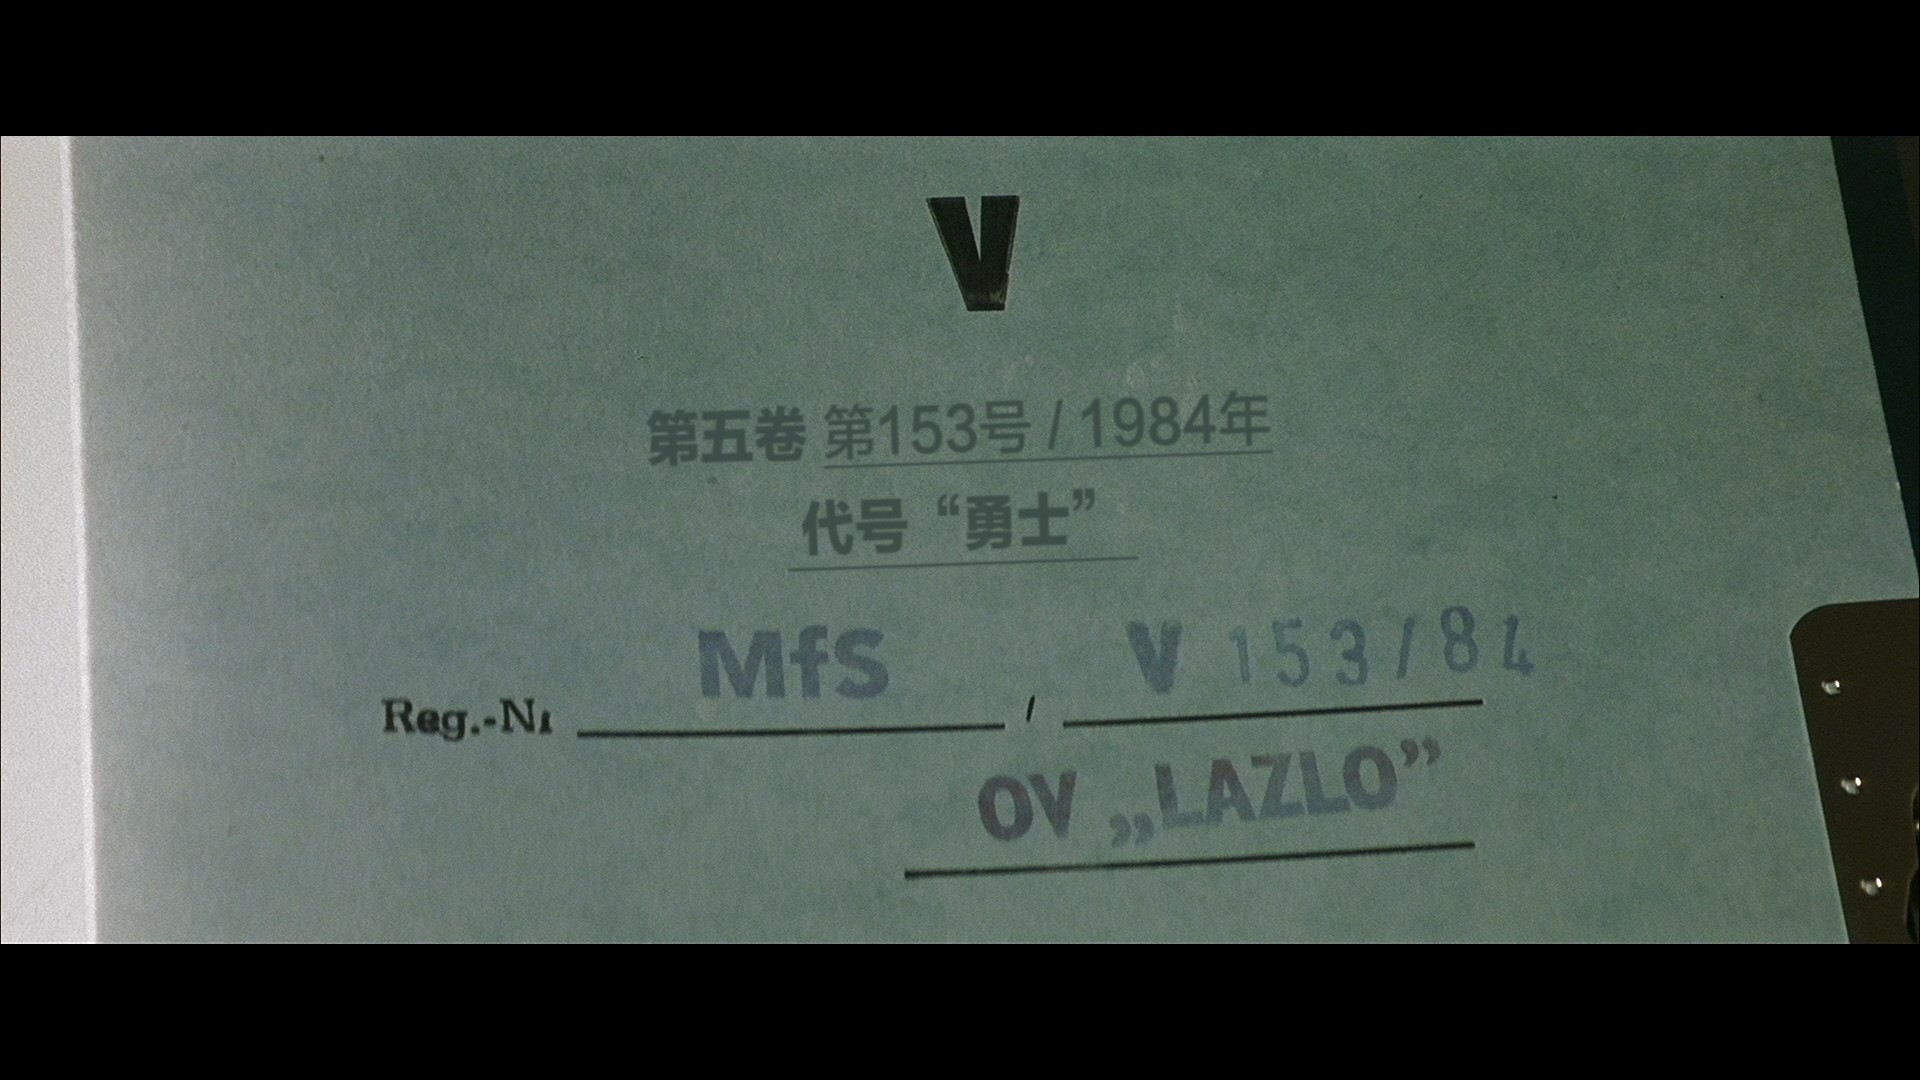 V
第五卷 第153号 / 1984年
代号“勇士”
MfS V 153/84
Reg.-Nr /
OV „LAZLO”